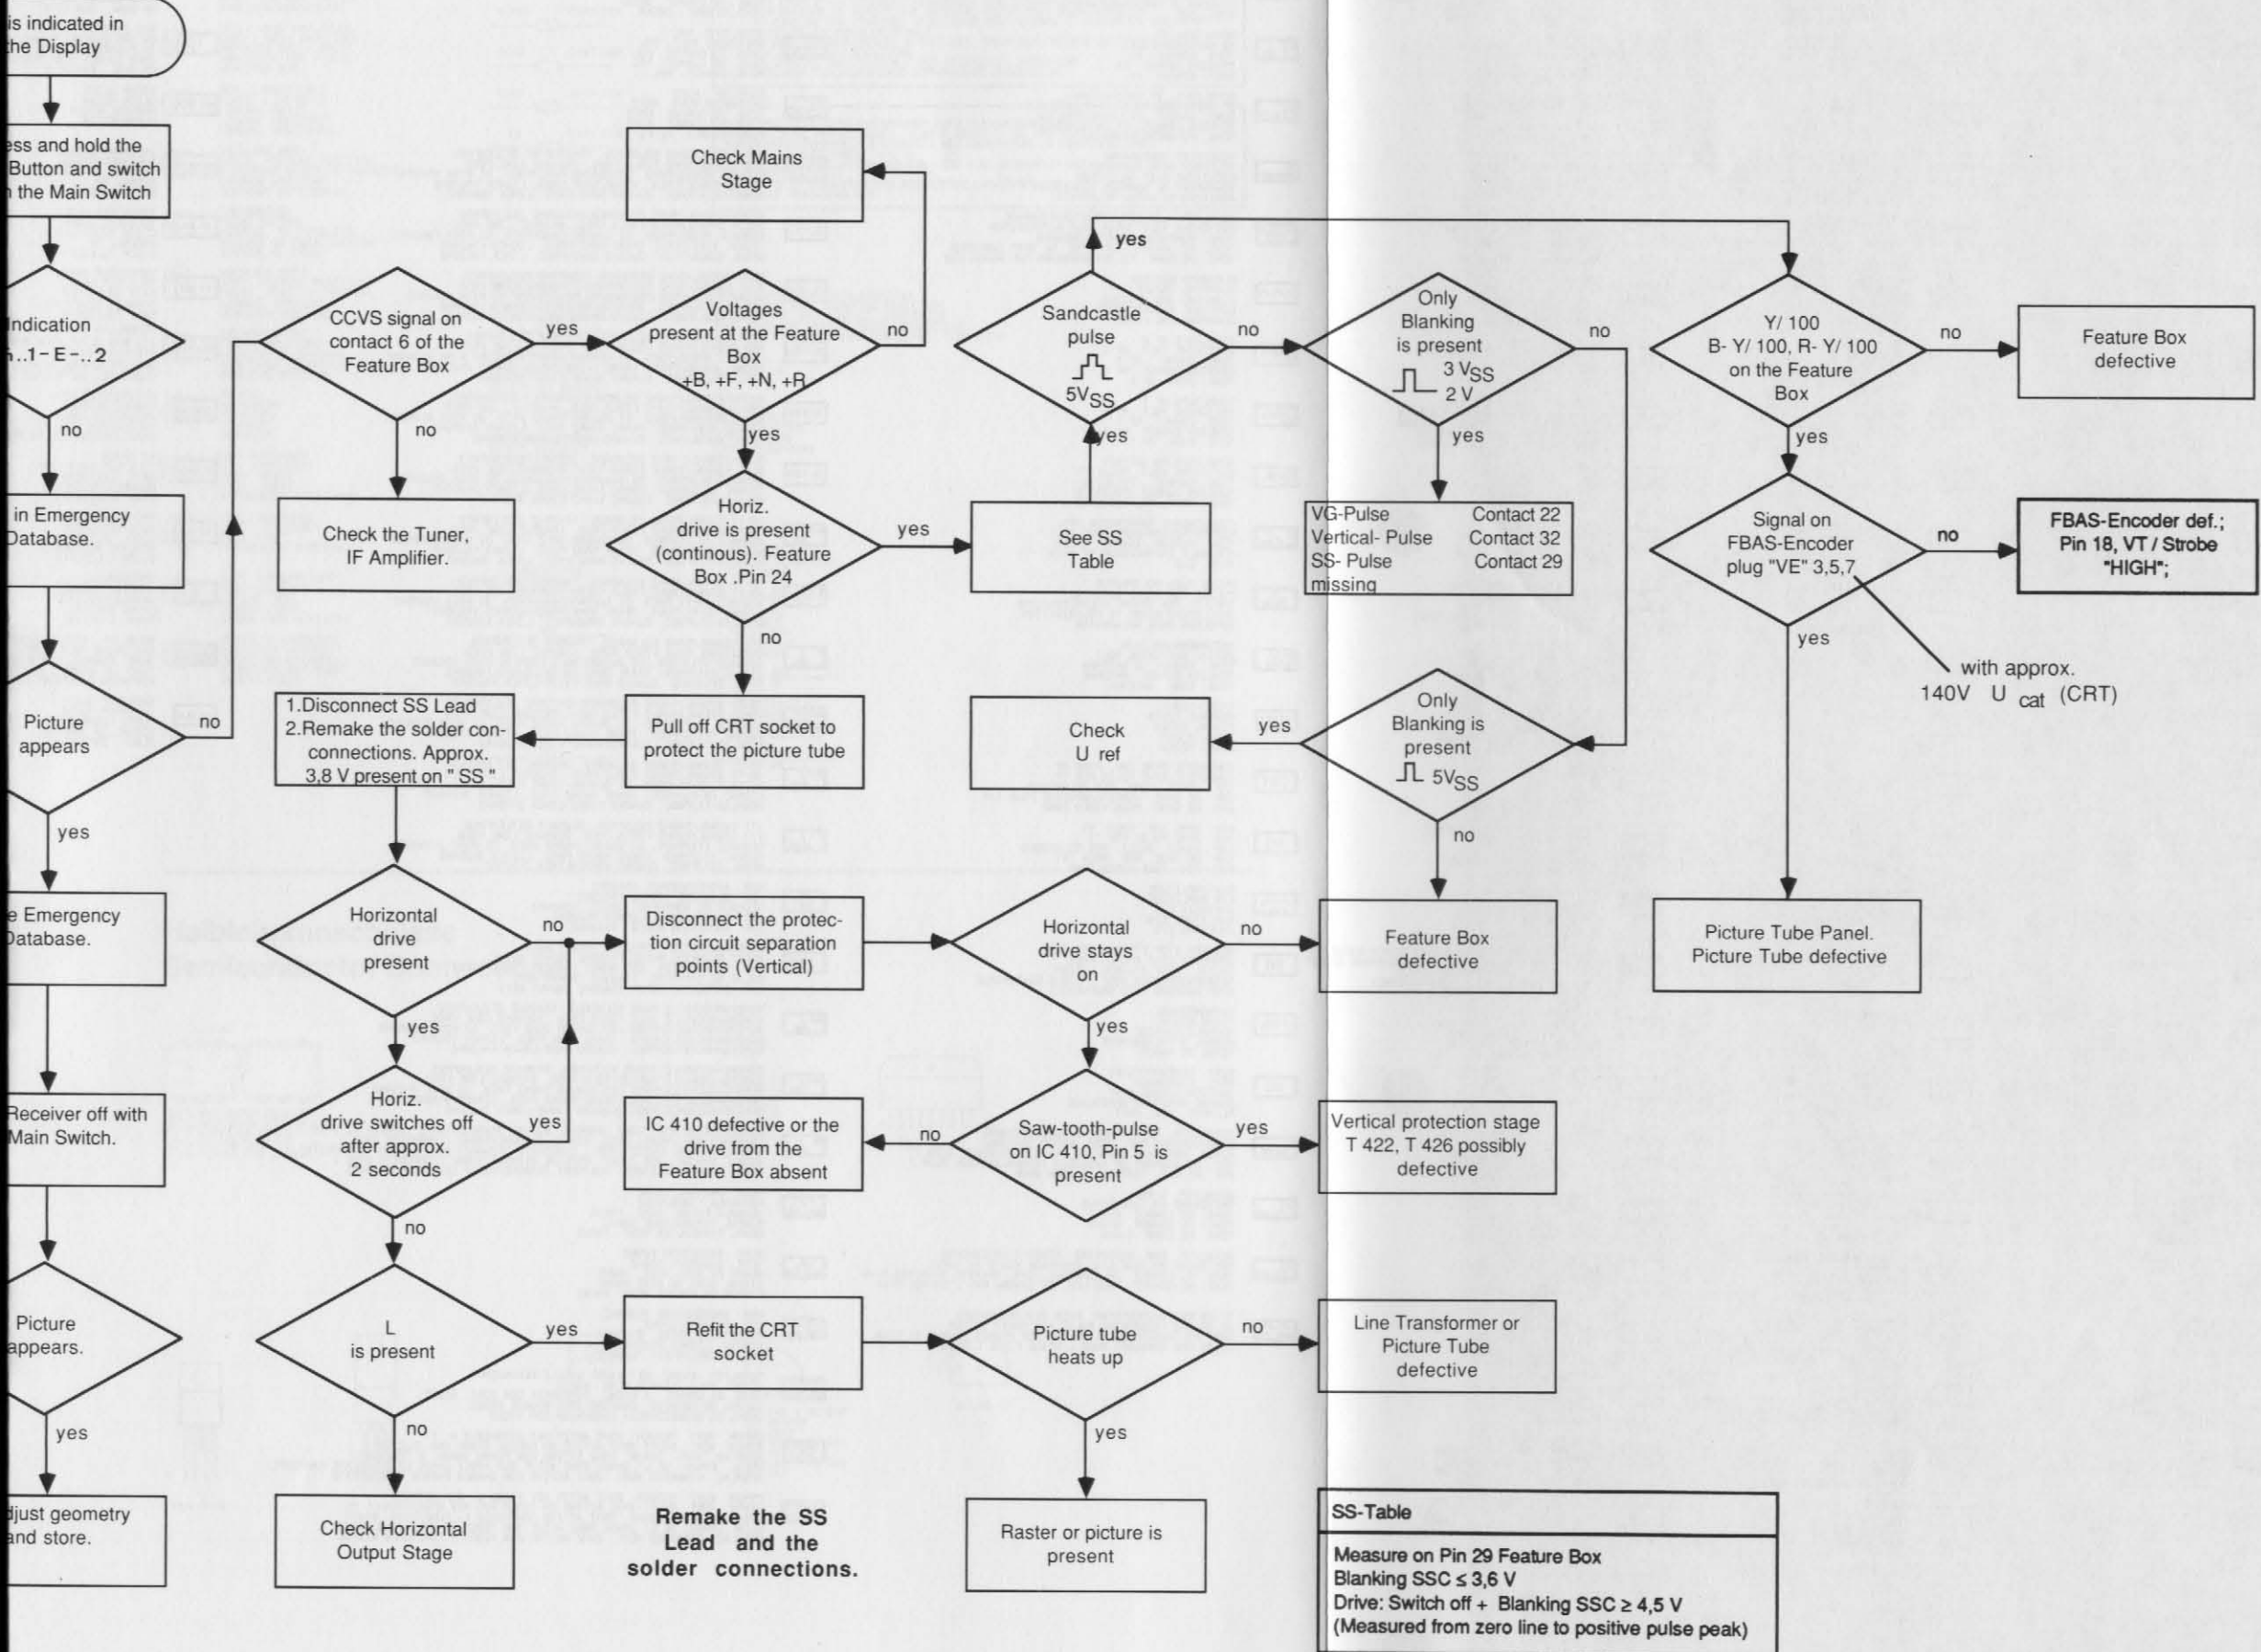 is indicated in
the Display
and hold the
Button and switch
the Main Switch
Indication
1-E-..2
no
in Emergency
Database.
Picture
appears
no
yes
Emergency
Database.
Receiver off with
Main Switch.
Picture
appears.
yes
geometry
and store.
CCVS signal on
contact 6 of the
Feature Box
yes
no
Check the Tuner,
IF Amplifier.
Check Mains
Stage
Voltages
present at the Feature
Box
+B, +F, +N, +R
no
yes
Horiz.
drive is present
(continous). Feature
Box .Pin 24
yes
no
See SS
Table
yes
Pull off CRT socket to
protect the picture tube
1.Disconnect SS Lead
2.Remake the solder con-
connections. Approx.
3,8 V present on " SS "
Horizontal
drive
present
no
yes
Horiz.
drive switches off
after approx.
2 seconds
yes
no
L
is present
yes
no
Check Horizontal
Output Stage
Disconnect the protec-
tion circuit separation
points (Vertical)
Horizontal
drive stays
on
no
yes
Feature Box
defective
Saw-tooth-pulse
on IC 410, Pin 5 is
present
no
yes
IC 410 defective or the
drive from the
Feature Box absent
Vertical protection stage
T 422, T 426 possibly
defective
Refit the CRT
socket
Picture tube
heats up
no
yes
Line Transformer or
Picture Tube
defective
Raster or picture is
present
Remake the SS
Lead and the
solder connections.
Sandcastle
pulse
5VSS
yes
no
Only
Blanking
is present
3 VSS
2 V
no
yes
VG-Pulse Contact 22
Vertical- Pulse Contact 32
SS- Pulse Contact 29
missing
Only
Blanking is
present
5VSS
yes
no
Check
U ref
Y/ 100
B- Y/ 100, R- Y/ 100
on the Feature
Box
no
yes
Feature Box
defective
Signal on
FBAS-Encoder
plug "VE" 3,5,7
no
yes
FBAS-Encoder def.;
Pin 18, VT / Strobe
"HIGH";
with approx.
140V U cat (CRT)
Picture Tube Panel.
Picture Tube defective
SS-Table
Measure on Pin 29 Feature Box
Blanking SSC ≤ 3,6 V
Drive: Switch off + Blanking SSC ≥ 4,5 V
(Measured from zero line to positive pulse peak)